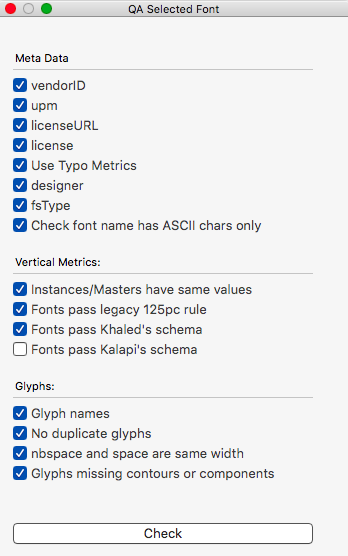 QA Selected Font
Meta Data
vendorID
upm
licenseURL
license
Use Typo Metrics
designer
fsType
Check font name has ASCII chars only
Vertical Metrics:
Instances/Masters have same values
Fonts pass legacy 125pc rule
Fonts pass Khaled's schema
Fonts pass Kalapi's schema
Glyphs:
Glyph names
No duplicate glyphs
nbspace and space are same width
Glyphs missing contours or components
Check